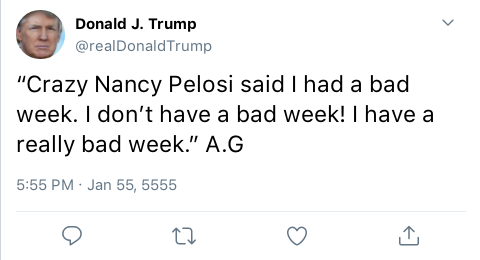 Donald J. Trump
@realDonaldTrump
“Crazy Nancy Pelosi said I had a bad
week. I don’t have a bad week! I have a
really bad week.” A.G
5:55 PM · Jan 55, 5555